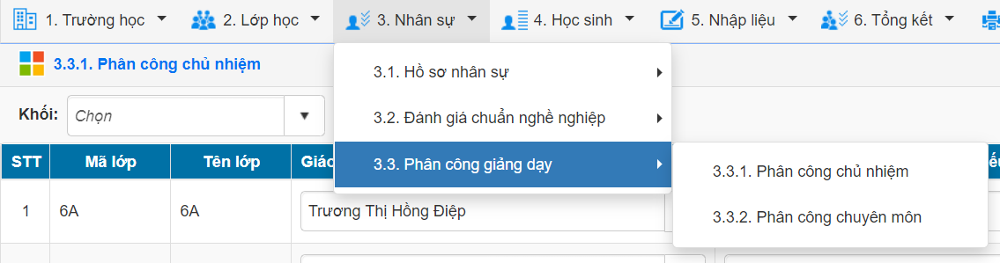 1. Trường học
2. Lớp học
3. Nhân sự
4. Học sinh
5. Nhập liệu
6. Tổng kết
3.3.1. Phân công chủ nhiệm
3.1. Hồ sơ nhân sự
3.2. Đánh giá chuẩn nghề nghiệp
3.3. Phân công giảng dạy
3.3.1. Phân công chủ nhiệm
3.3.2. Phân công chuyên môn
Khối: Chọn
STT Mã lớp Tên lớp
1 6A 6A Trương Thị Hồng Điệp